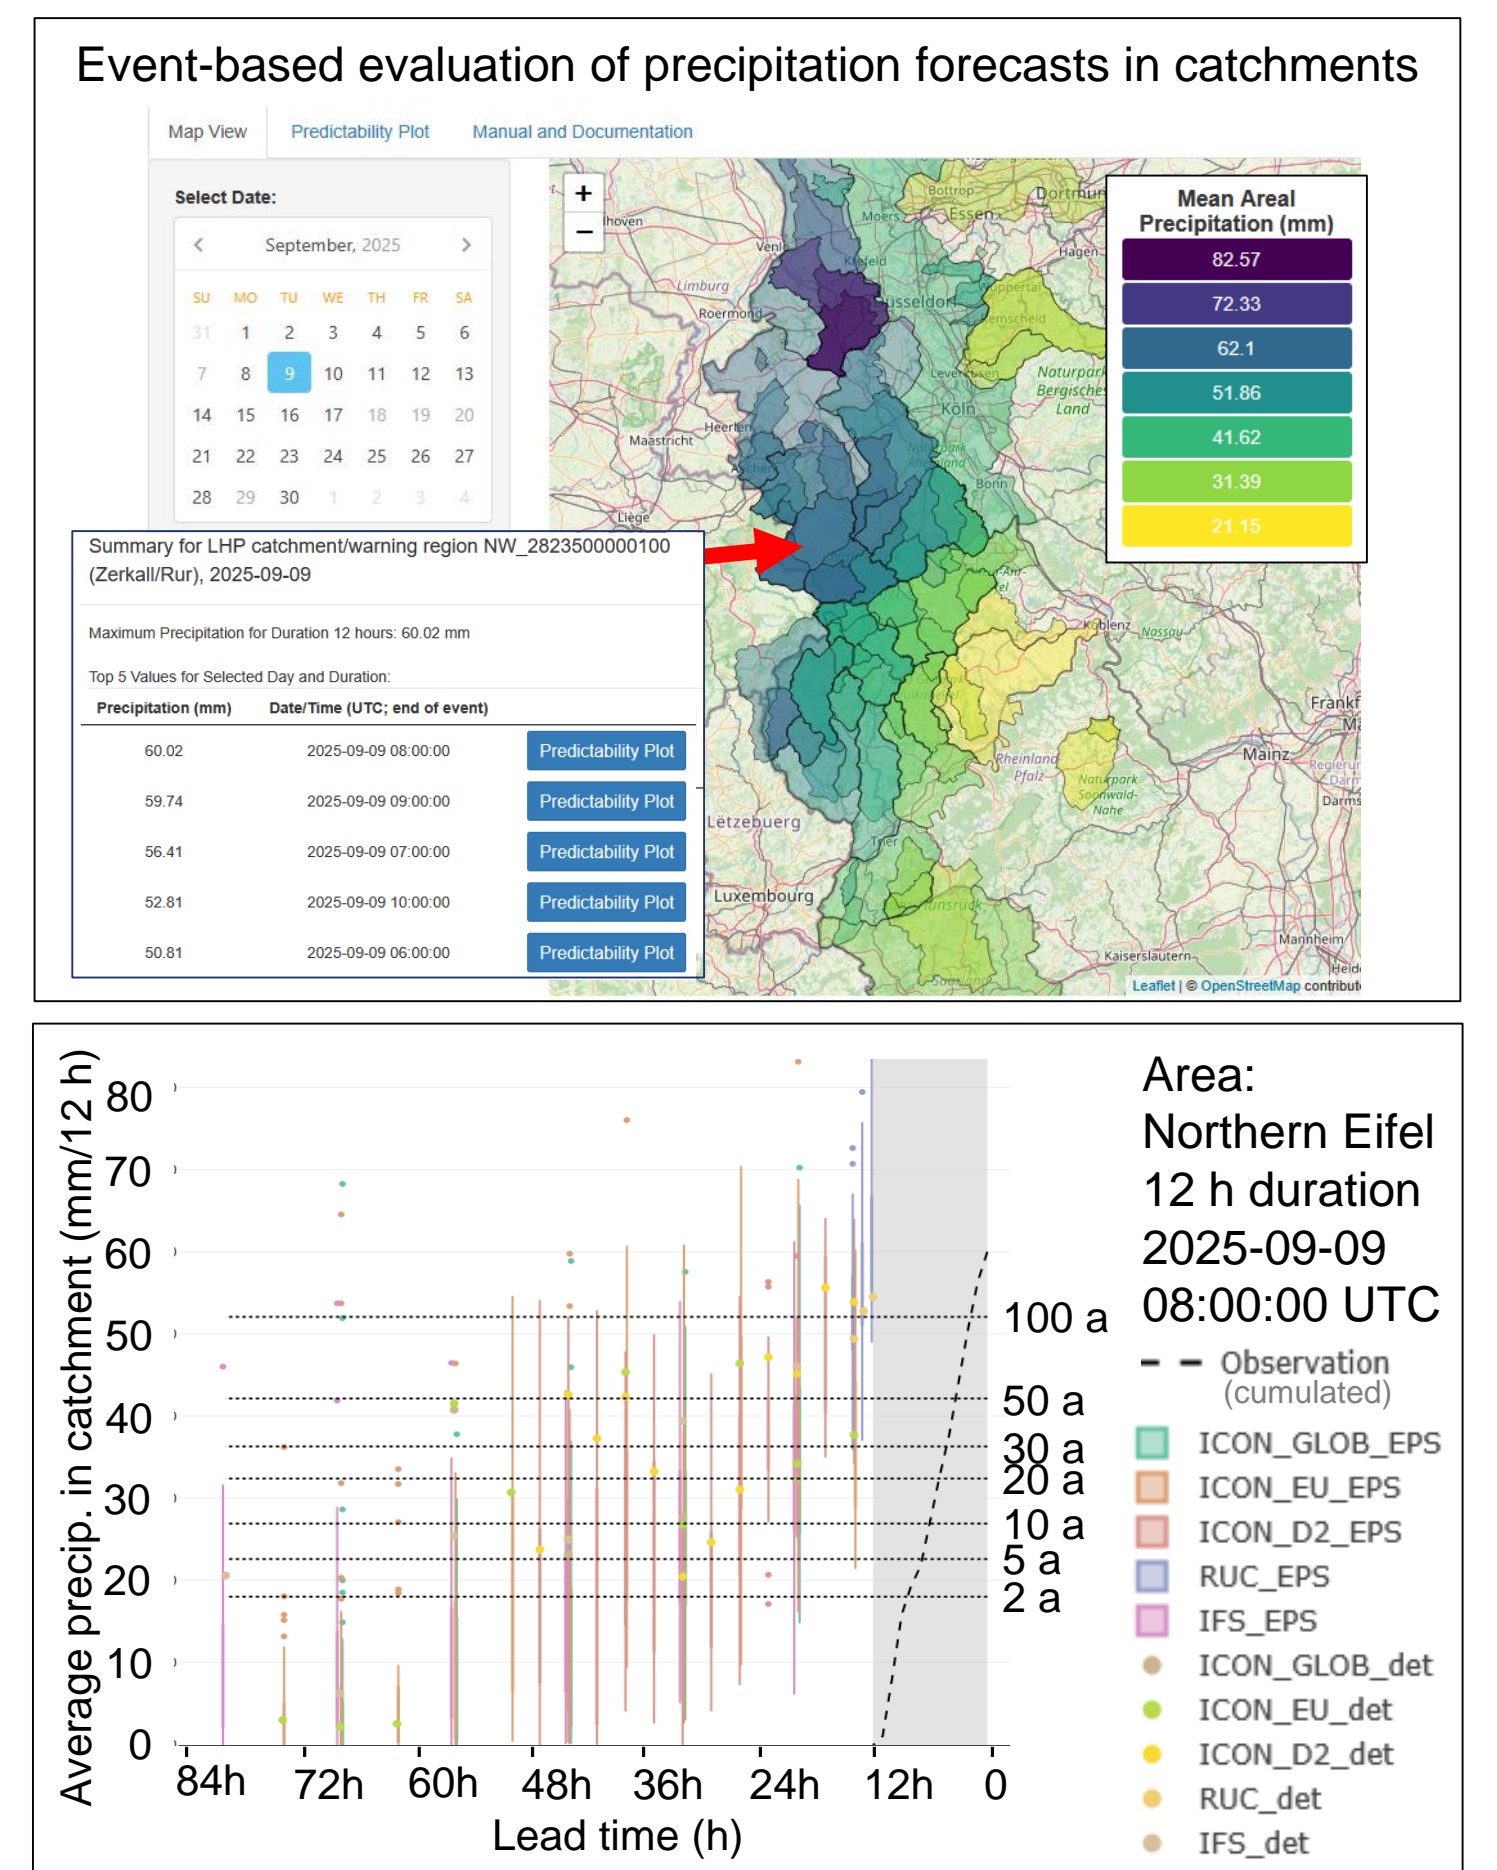 Event-based evaluation of precipitation forecasts in catchments
Map View Predictability Plot Manual and Documentation
Select Date:
September, 2025
SU MO TU WE TH FR SA
31 1 2 3 4 5 6
7 8 9 10 11 12 13
14 15 16 17 18 19 20
21 22 23 24 25 26 27
28 29 30 1 2 3 4
Summary for LHP catchment/warning region NW_2823500000100
(Zerkall/Rur), 2025-09-09
Maximum Precipitation for Duration 12 hours: 60.02 mm
Top 5 Values for Selected Day and Duration:
Precipitation (mm) Date/Time (UTC; end of event)
60.02 2025-09-09 08:00:00 Predictability Plot
59.74 2025-09-09 09:00:00 Predictability Plot
56.41 2025-09-09 07:00:00 Predictability Plot
52.81 2025-09-09 10:00:00 Predictability Plot
50.81 2025-09-09 06:00:00 Predictability Plot
+
−
Bottrop
Dortmun
Essen
Moers
Hagen
Venlo
Krefeld
Limburg
Roermond
Düsseldorf
Wuppertal
Remscheid
Leverkusen
Naturpark
Bergisches
Land
Köln
Heerlen
Maastricht
Aachen
Naturpark
Rheinland
Bonn
Liège
Koblenz
Nassau
Frankf
Mainz
Rheinland
Pfalz
Naturpark
Soonwald-
Nahe
Darms
Lëtzebuerg
Trier
Luxembourg
Hunsrück
Kaiserslautern
Mannheim
Heide
Saarland
Leaflet | © OpenStreetMap contribut
Mean Areal
Precipitation (mm)
82.57
72.33
62.1
51.86
41.62
31.39
21.15
Average precip. in catchment (mm/12 h)
80
70
60
50
40
30
20
10
0
100 a
50 a
30 a
20 a
10 a
5 a
2 a
84h 72h 60h 48h 36h 24h 12h 0
Lead time (h)
Area:
Northern Eifel
12 h duration
2025-09-09
08:00:00 UTC
Observation
(cumulated)
ICON_GLOB_EPS
ICON_EU_EPS
ICON_D2_EPS
RUC_EPS
IFS_EPS
ICON_GLOB_det
ICON_EU_det
ICON_D2_det
RUC_det
IFS_det